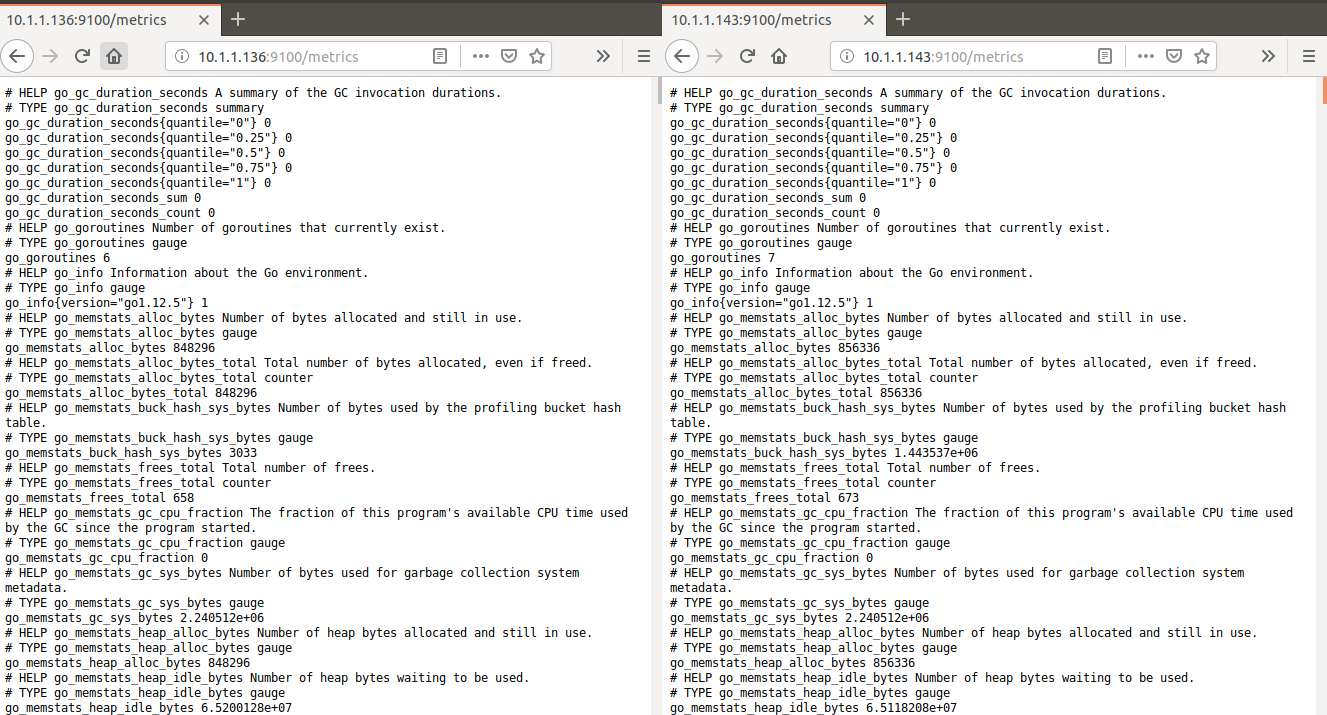 10.1.1.136:9100/metrics
10.1.1.136:9100/metrics
# HELP go_gc_duration_seconds A summary of the GC invocation durations.
# TYPE go_gc_duration_seconds summary
go_gc_duration_seconds{quantile="0"} 0
go_gc_duration_seconds{quantile="0.25"} 0
go_gc_duration_seconds{quantile="0.5"} 0
go_gc_duration_seconds{quantile="0.75"} 0
go_gc_duration_seconds{quantile="1"} 0
go_gc_duration_seconds_sum 0
go_gc_duration_seconds_count 0
# HELP go_goroutines Number of goroutines that currently exist.
# TYPE go_goroutines gauge
go_goroutines 6
# HELP go_info Information about the Go environment.
# TYPE go_info gauge
go_info{version="go1.12.5"} 1
# HELP go_memstats_alloc_bytes Number of bytes allocated and still in use.
# TYPE go_memstats_alloc_bytes gauge
go_memstats_alloc_bytes 848296
# HELP go_memstats_alloc_bytes_total Total number of bytes allocated, even if freed.
# TYPE go_memstats_alloc_bytes_total counter
go_memstats_alloc_bytes_total 848296
# HELP go_memstats_buck_hash_sys_bytes Number of bytes used by the profiling bucket hash
table.
# TYPE go_memstats_buck_hash_sys_bytes gauge
go_memstats_buck_hash_sys_bytes 3033
# HELP go_memstats_frees_total Total number of frees.
# TYPE go_memstats_frees_total counter
go_memstats_frees_total 658
# HELP go_memstats_gc_cpu_fraction The fraction of this program's available CPU time used
by the GC since the program started.
# TYPE go_memstats_gc_cpu_fraction gauge
go_memstats_gc_cpu_fraction 0
# HELP go_memstats_gc_sys_bytes Number of bytes used for garbage collection system
metadata.
# TYPE go_memstats_gc_sys_bytes gauge
go_memstats_gc_sys_bytes 2.240512e+06
# HELP go_memstats_heap_alloc_bytes Number of heap bytes allocated and still in use.
# TYPE go_memstats_heap_alloc_bytes gauge
go_memstats_heap_alloc_bytes 848296
# HELP go_memstats_heap_idle_bytes Number of heap bytes waiting to be used.
# TYPE go_memstats_heap_idle_bytes gauge
go_memstats_heap_idle_bytes 6.5200128e+07
10.1.1.143:9100/metrics
10.1.1.143:9100/metrics
# HELP go_gc_duration_seconds A summary of the GC invocation durations.
# TYPE go_gc_duration_seconds summary
go_gc_duration_seconds{quantile="0"} 0
go_gc_duration_seconds{quantile="0.25"} 0
go_gc_duration_seconds{quantile="0.5"} 0
go_gc_duration_seconds{quantile="0.75"} 0
go_gc_duration_seconds{quantile="1"} 0
go_gc_duration_seconds_sum 0
go_gc_duration_seconds_count 0
# HELP go_goroutines Number of goroutines that currently exist.
# TYPE go_goroutines gauge
go_goroutines 7
# HELP go_info Information about the Go environment.
# TYPE go_info gauge
go_info{version="go1.12.5"} 1
# HELP go_memstats_alloc_bytes Number of bytes allocated and still in use.
# TYPE go_memstats_alloc_bytes gauge
go_memstats_alloc_bytes 856336
# HELP go_memstats_alloc_bytes_total Total number of bytes allocated, even if freed.
# TYPE go_memstats_alloc_bytes_total counter
go_memstats_alloc_bytes_total 856336
# HELP go_memstats_buck_hash_sys_bytes Number of bytes used by the profiling bucket hash
table.
# TYPE go_memstats_buck_hash_sys_bytes gauge
go_memstats_buck_hash_sys_bytes 1.443537e+06
# HELP go_memstats_frees_total Total number of frees.
# TYPE go_memstats_frees_total counter
go_memstats_frees_total 673
# HELP go_memstats_gc_cpu_fraction The fraction of this program's available CPU time used
by the GC since the program started.
# TYPE go_memstats_gc_cpu_fraction gauge
go_memstats_gc_cpu_fraction 0
# HELP go_memstats_gc_sys_bytes Number of bytes used for garbage collection system
metadata.
# TYPE go_memstats_gc_sys_bytes gauge
go_memstats_gc_sys_bytes 2.240512e+06
# HELP go_memstats_heap_alloc_bytes Number of heap bytes allocated and still in use.
# TYPE go_memstats_heap_alloc_bytes gauge
go_memstats_heap_alloc_bytes 856336
# HELP go_memstats_heap_idle_bytes Number of heap bytes waiting to be used.
# TYPE go_memstats_heap_idle_bytes gauge
go_memstats_heap_idle_bytes 6.5118208e+07